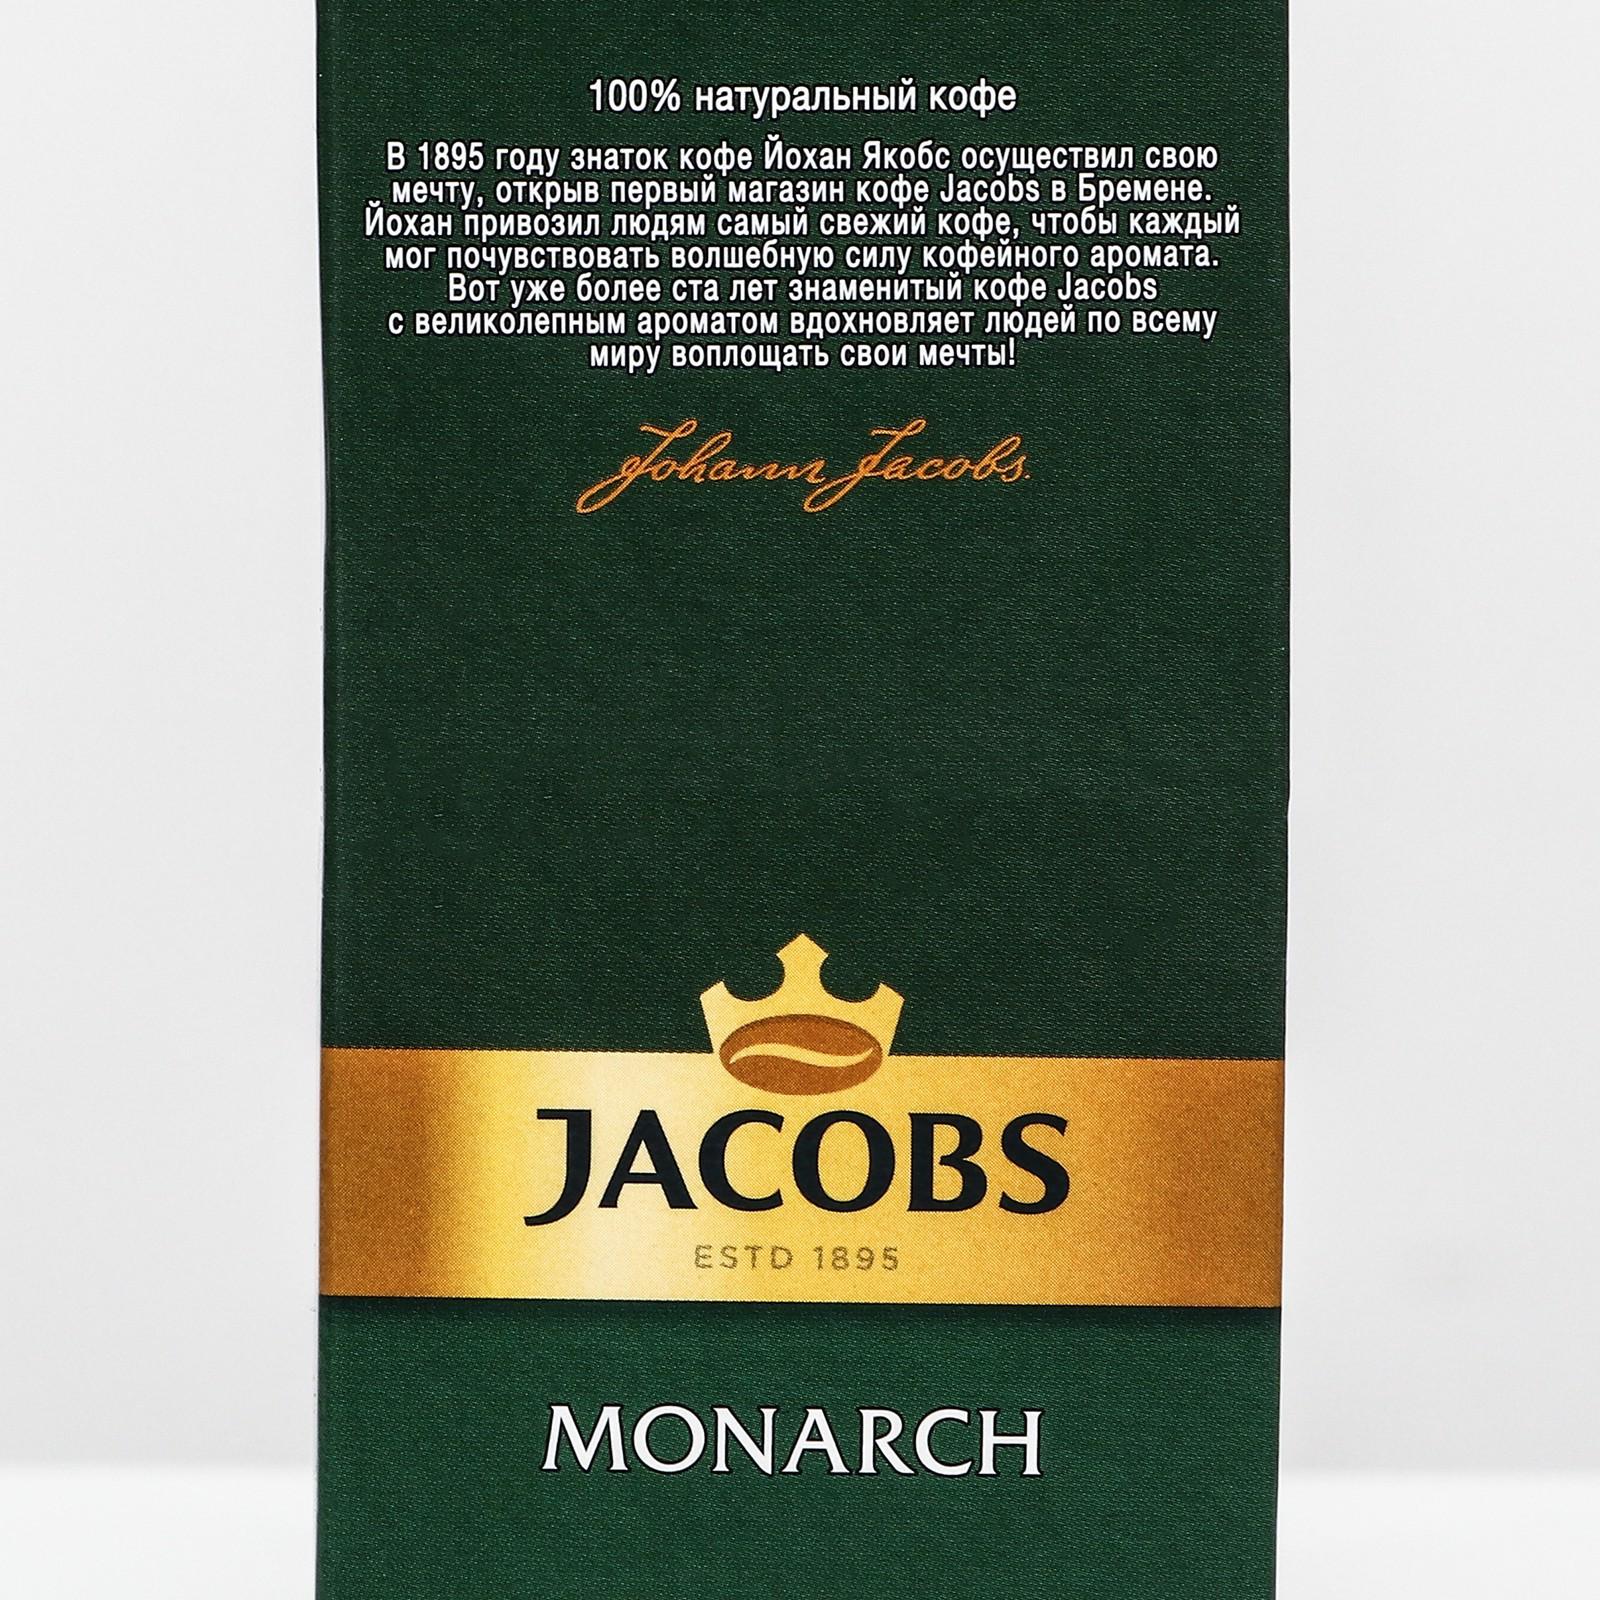 100% натуральный кофе
В 1895 году знаток кофе Йохан Якобс осуществил свою
мечту, открыв первый магазин кофе Jacobs в Бремене.
Йохан привозил людям самый свежий кофе, чтобы каждый
мог почувствовать волшебную силу кофейного аромата.
Вот уже более ста лет знаменитый кофе Jacobs
с великолепным ароматом вдохновляет людей по всему
миру воплощать свои мечты!
Johann Jacobs.
JACOBS
ESTD 1895
MONARCH